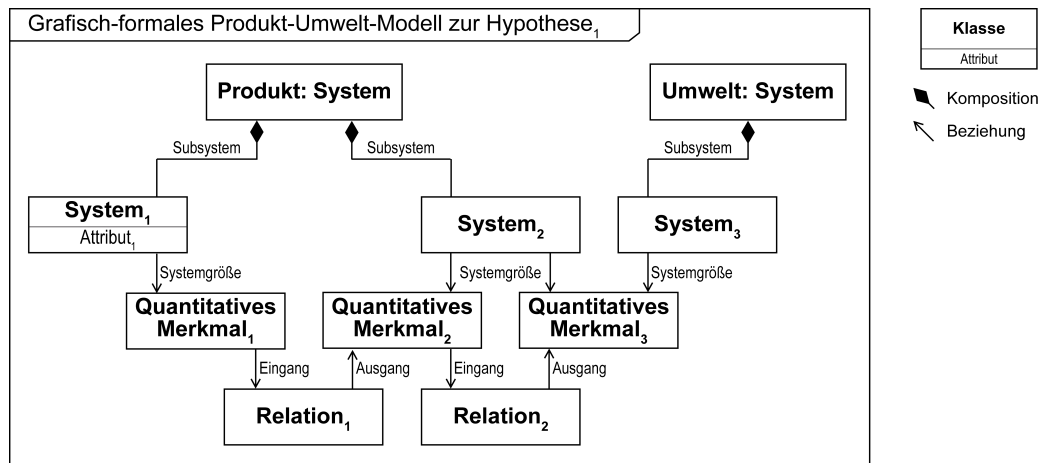 Grafisch-formales Produkt-Umwelt-Modell zur Hypothese₁
Klasse
Attribut
Komposition
Beziehung
Produkt: System
Umwelt: System
Subsystem
Subsystem
Subsystem
System₁
Attribut₁
System₂
System₃
Systemgröße
Systemgröße
Systemgröße
Quantitatives
Merkmal₁
Quantitatives
Merkmal₂
Quantitatives
Merkmal₃
Eingang
Ausgang
Eingang
Ausgang
Relation₁
Relation₂